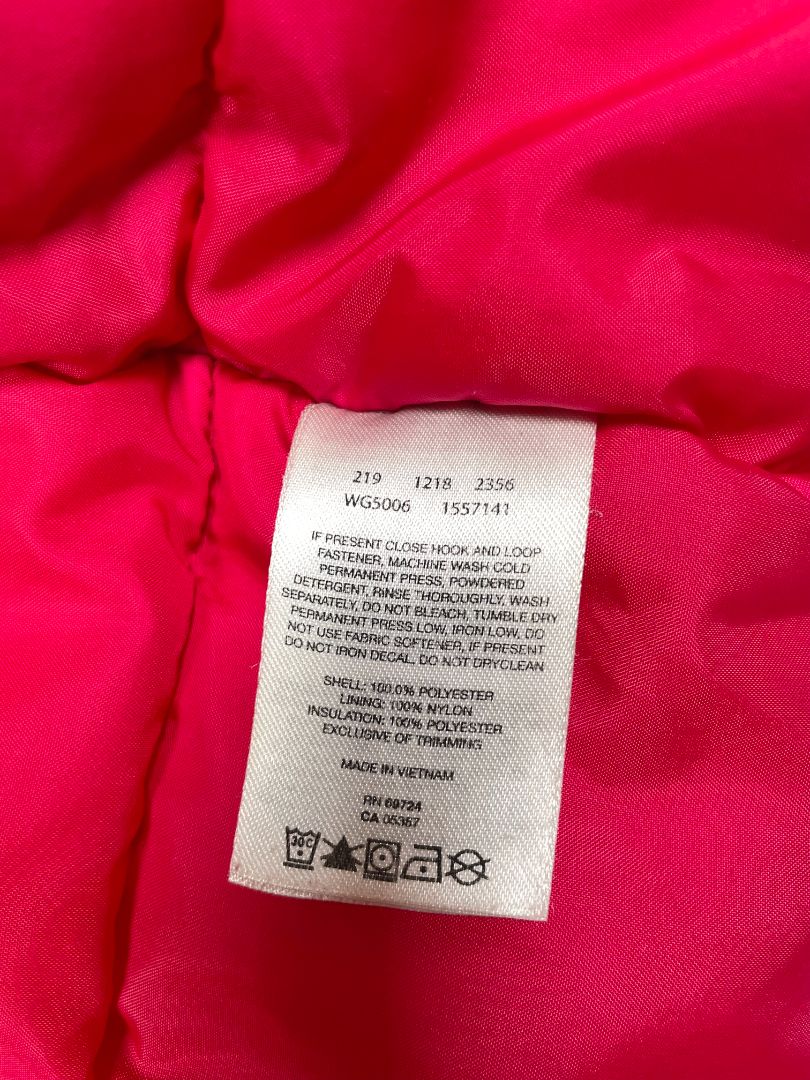 219 1218 2356
WG5006 1557141
IF PRESENT CLOSE HOOK AND LOOP
FASTENER, MACHINE WASH COLD
PERMANENT PRESS, POWDERED
DETERGENT, RINSE THOROUGHLY, WASH
SEPARATELY, DO NOT BLEACH, TUMBLE DRY
PERMANENT PRESS LOW, IRON LOW, DO
NOT USE FABRIC SOFTENER, IF PRESENT
DO NOT IRON DECAL, DO NOT DRYCLEAN
SHELL: 100.0% POLYESTER
LINING: 100% NYLON
INSULATION: 100% POLYESTER
EXCLUSIVE OF TRIMMING
MADE IN VIETNAM
RN 69724
CA 05367
30C